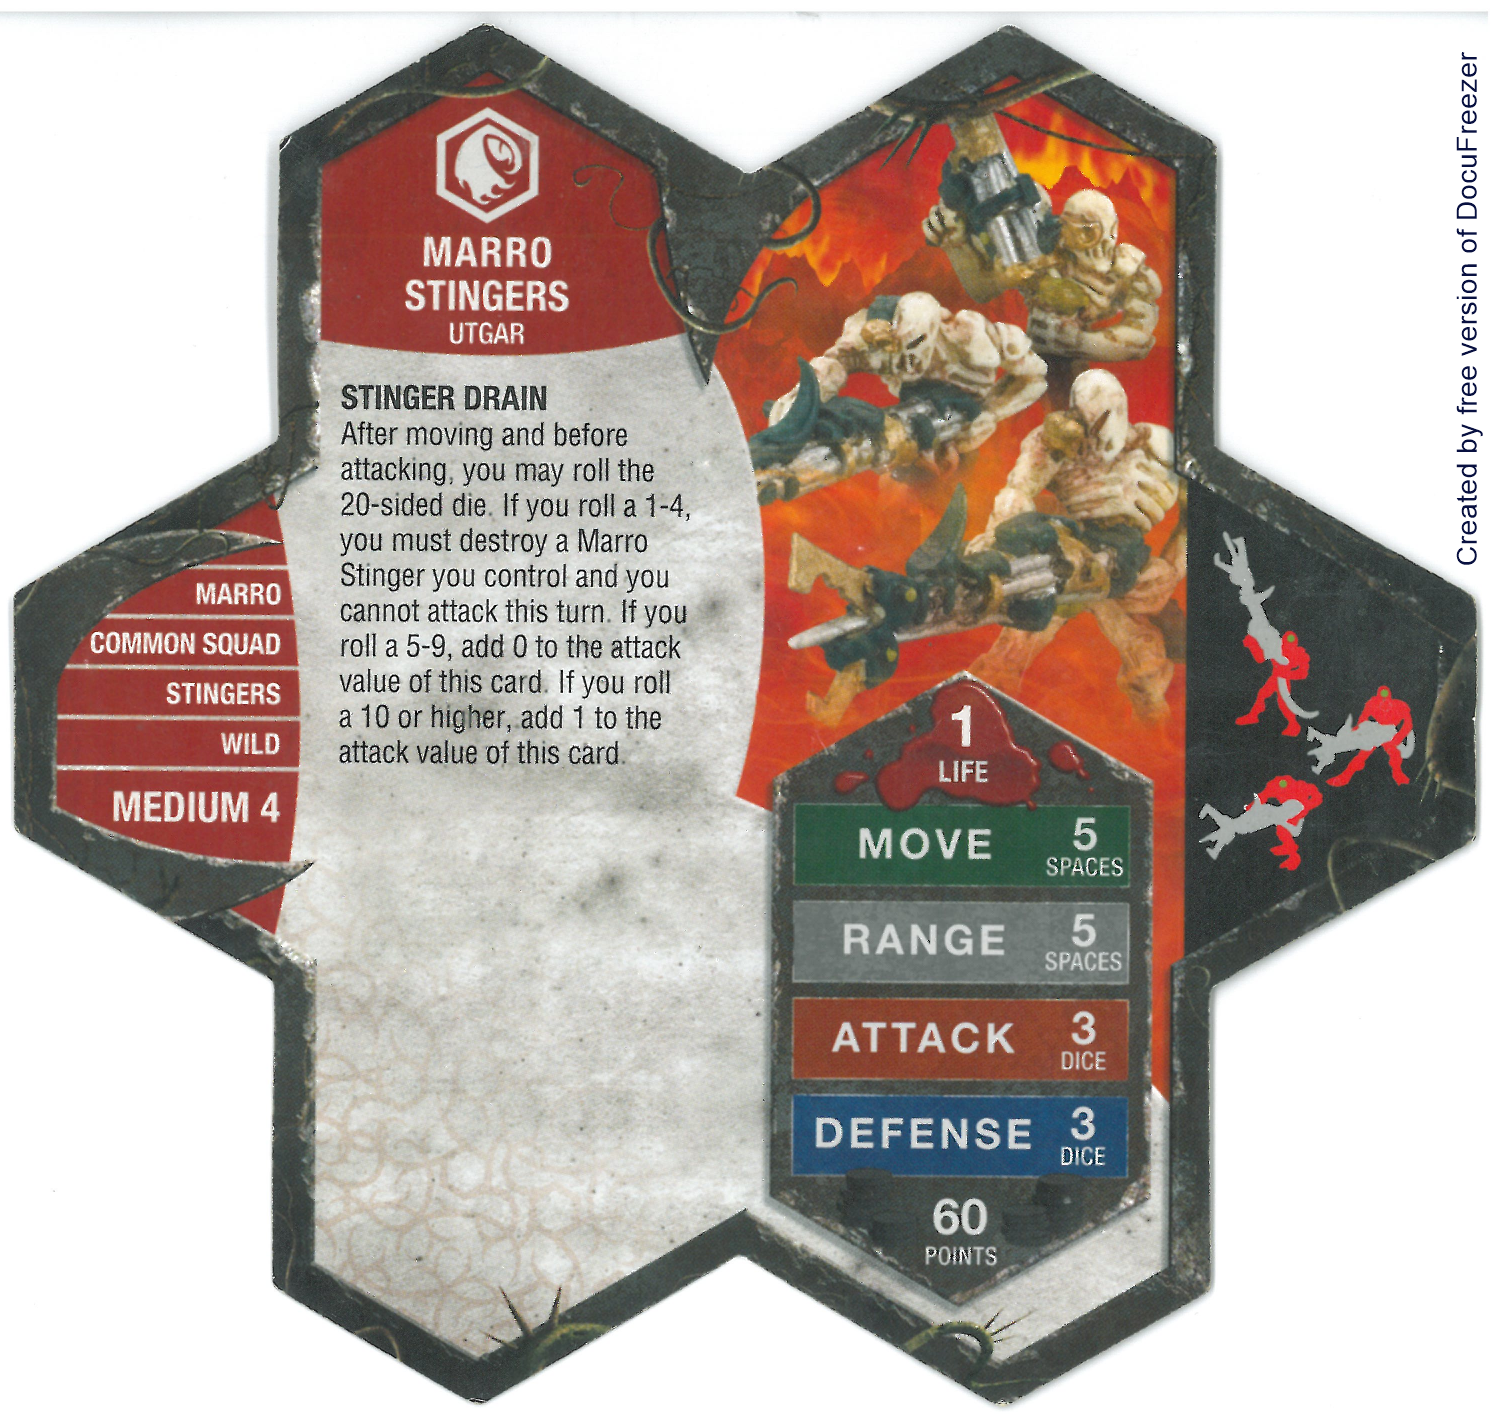 MARRO
STINGERS
UTGAR
STINGER DRAIN
After moving and before
attacking, you may roll the
20-sided die. If you roll a 1-4,
you must destroy a Marro
Stinger you control and you
cannot attack this turn. If you
roll a 5-9, add 0 to the attack
value of this card. If you roll
a 10 or higher, add 1 to the
attack value of this card.
MARRO
COMMON SQUAD
STINGERS
WILD
MEDIUM 4
1
LIFE
MOVE 5
SPACES
RANGE 5
SPACES
ATTACK 3
DICE
DEFENSE 3
DICE
60
POINTS
Created by free version of DocuFreezer